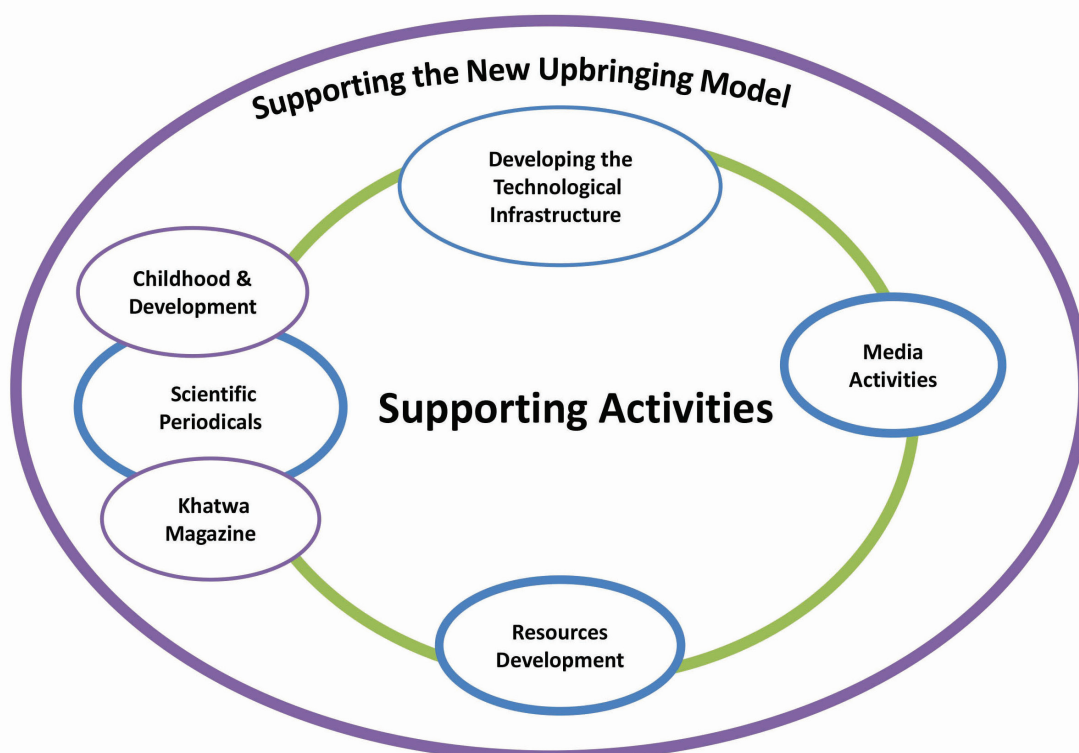 Supporting the New Upbringing Model
Developing the
Technological
Infrastructure
Childhood &
Development
Scientific
Periodicals
Khatwa
Magazine
Supporting Activities
Media
Activities
Resources
Development